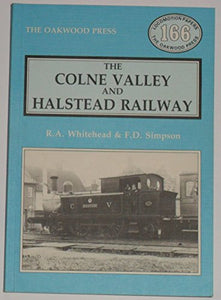 THE OAKWOOD PRESS
LOCOMOTION PAPERS
166
THE OAKWOOD PRESS
THE
COLNE VALLEY
AND
HALSTEAD RAILWAY
R.A. Whitehead & F.D. Simpson
C V